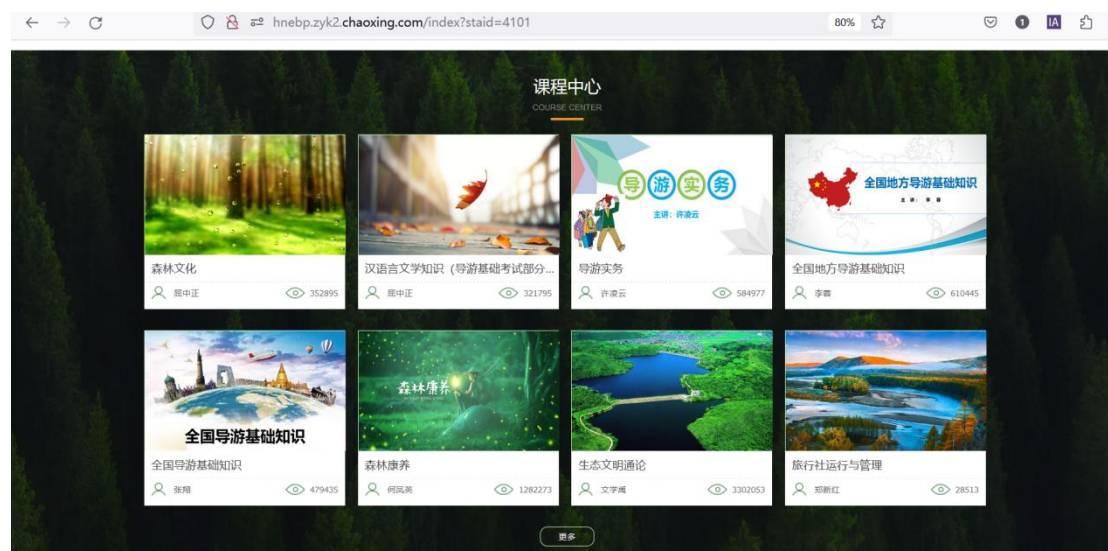 hnebp.zyk2.chaoxing.com/index?staid=4101
80%
1
IA
课程中心
COURSE CENTER
导游实务
主讲：许凌云
全国地方导游基础知识
主讲：李蓉
森林文化
汉语言文学知识（导游基础考试部分...
导游实务
全国地方导游基础知识
屈中正 352895
屈中正 321795
许凌云 584977
李蓉 610445
全国导游基础知识
森林康养
全国导游基础知识
森林康养
生态文明通论
旅行社运行与管理
张翔 479435
何凤英 1282273
文学禹 3302053
郑新红 28513
更多